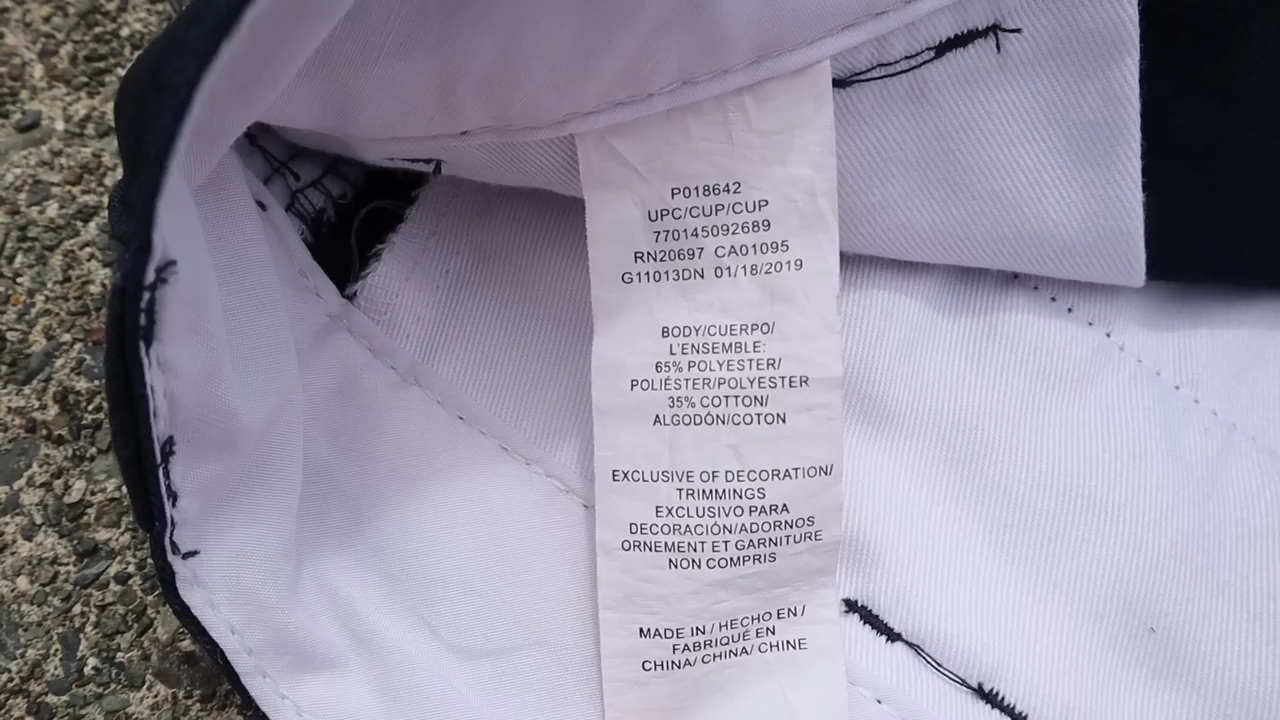 P018642
UPC/CUP/CUP
770145092689
RN20697 CA01095
G11013DN 01/18/2019
BODY/CUERPO/
L'ENSEMBLE:
65% POLYESTER/
POLIÉSTER/POLYESTER
35% COTTON/
ALGODÓN/COTON
EXCLUSIVE OF DECORATION/
TRIMMINGS
EXCLUSIVO PARA
DECORACIÓN/ADORNOS
ORNEMENT ET GARNITURE
NON COMPRIS
MADE IN / HECHO EN /
FABRIQUÉ EN
CHINA/ CHINA/ CHINE